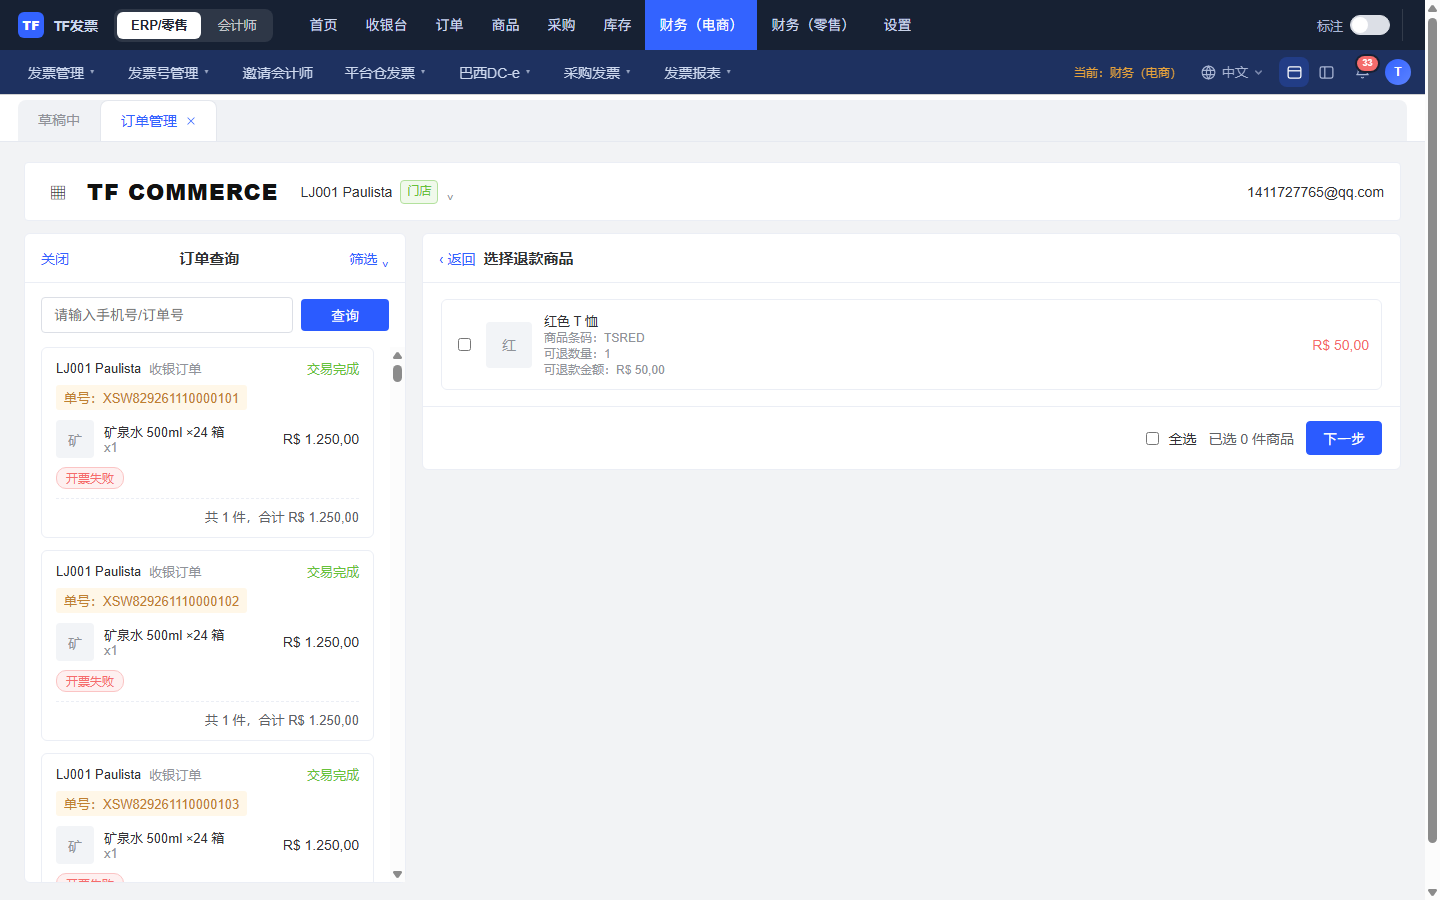 TF TF发票 ERP/零售 会计师 首页 收银台 订单 商品 采购 库存 财务（电商） 财务（零售） 设置 标注
发票管理 发票号管理 邀请会计师 平台仓发票 巴西DC-e 采购发票 发票报表 当前：财务（电商） 中文 33 T
草稿中 订单管理 ×
TF COMMERCE LJ001 Paulista 门店 1411727765@qq.com
关闭 订单查询 筛选
请输入手机号/订单号 查询
LJ001 Paulista 收银订单 交易完成
单号：XSW829261110000101
矿 矿泉水 500ml ×24 箱 R$ 1.250,00
x1
开票失败
共 1 件，合计 R$ 1.250,00
LJ001 Paulista 收银订单 交易完成
单号：XSW829261110000102
矿 矿泉水 500ml ×24 箱 R$ 1.250,00
x1
开票失败
共 1 件，合计 R$ 1.250,00
LJ001 Paulista 收银订单 交易完成
单号：XSW829261110000103
矿 矿泉水 500ml ×24 箱 R$ 1.250,00
x1
开票失败
‹ 返回 选择退款商品
红 红色 T 恤
商品条码：TSRED
可退数量：1
可退款金额：R$ 50,00
R$ 50,00
全选 已选 0 件商品 下一步